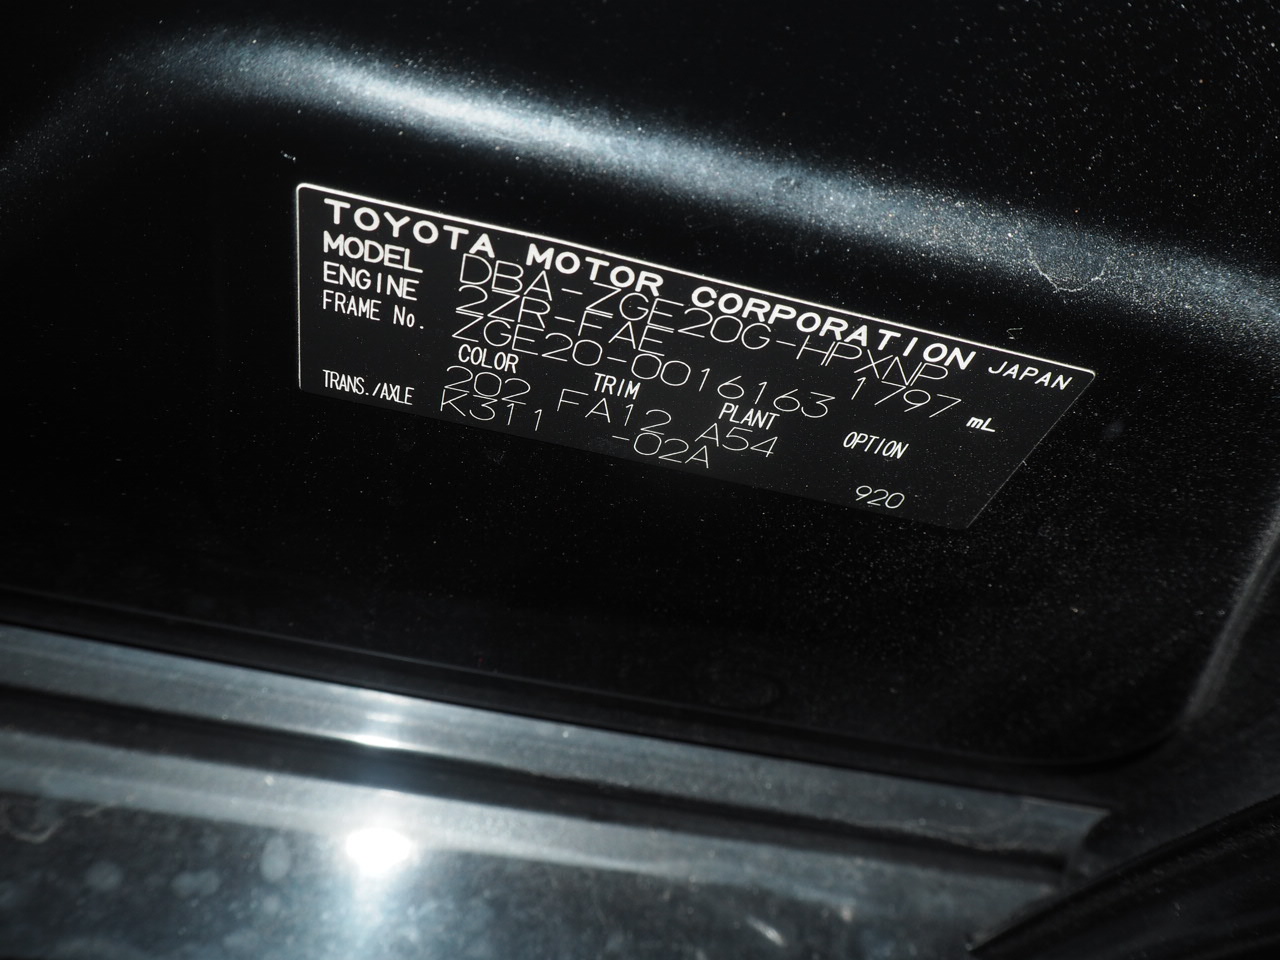 TOYOTA MOTOR CORPORATION JAPAN
MODEL DBA-ZGE20G-HPXNP
ENGINE 2ZR-FAE 1797 mL
FRAME No. ZGE20-0016163
COLOR TRIM PLANT OPTION
202 FA12 A54
TRANS./AXLE K311 -02A 920